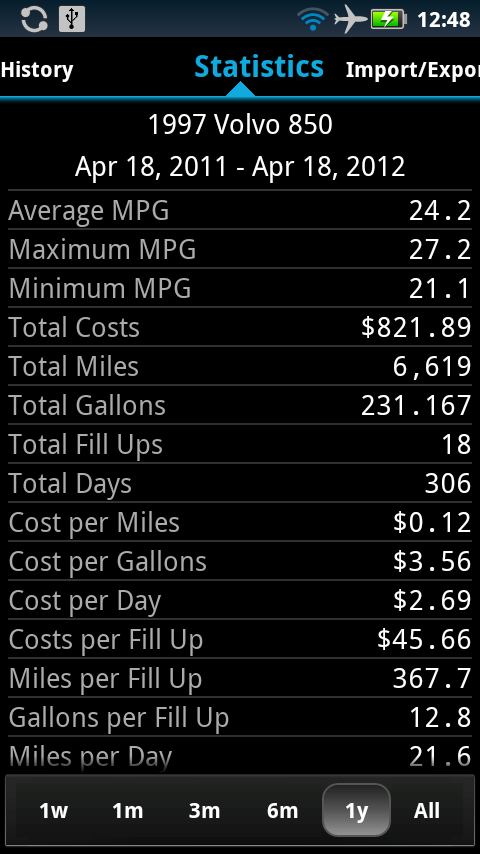 12:48
History Statistics Import/Expor
1997 Volvo 850
Apr 18, 2011 - Apr 18, 2012
Average MPG 24.2
Maximum MPG 27.2
Minimum MPG 21.1
Total Costs $821.89
Total Miles 6,619
Total Gallons 231.167
Total Fill Ups 18
Total Days 306
Cost per Miles $0.12
Cost per Gallons $3.56
Cost per Day $2.69
Costs per Fill Up $45.66
Miles per Fill Up 367.7
Gallons per Fill Up 12.8
Miles per Day 21.6
1w 1m 3m 6m 1y All